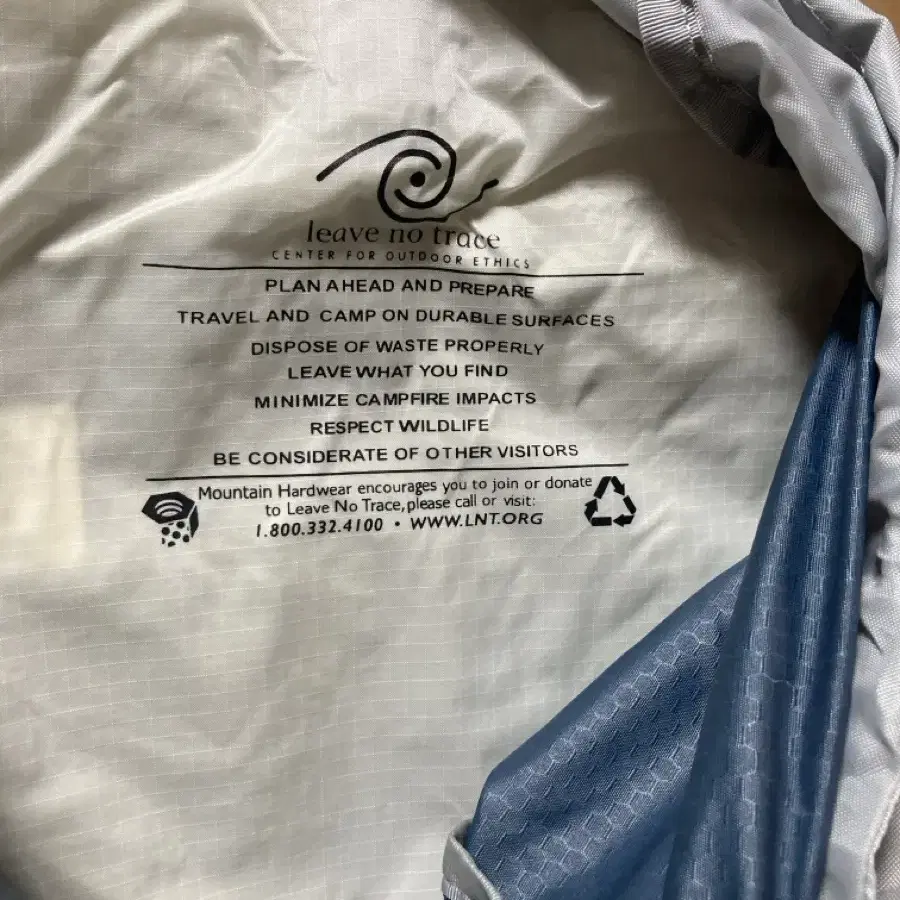 leave no trace
CENTER FOR OUTDOOR ETHICS
PLAN AHEAD AND PREPARE
TRAVEL AND CAMP ON DURABLE SURFACES
DISPOSE OF WASTE PROPERLY
LEAVE WHAT YOU FIND
MINIMIZE CAMPFIRE IMPACTS
RESPECT WILDLIFE
BE CONSIDERATE OF OTHER VISITORS
Mountain Hardwear encourages you to join or donate
to Leave No Trace, please call or visit:
1.800.332.4100 • WWW.LNT.ORG